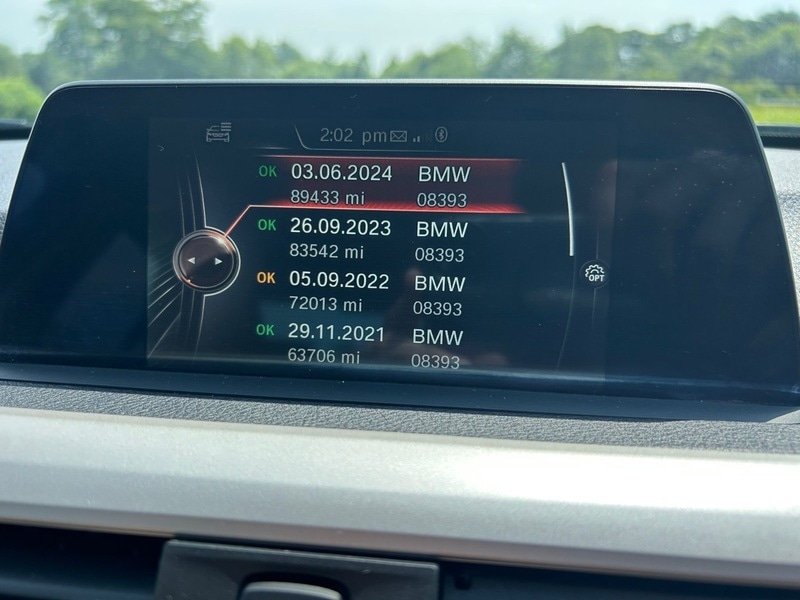 2:02 pm
OK 03.06.2024 BMW
89433 mi 08393
OK 26.09.2023 BMW
83542 mi 08393
OK 05.09.2022 BMW
72013 mi 08393
OK 29.11.2021 BMW
63706 mi 08393
OPT